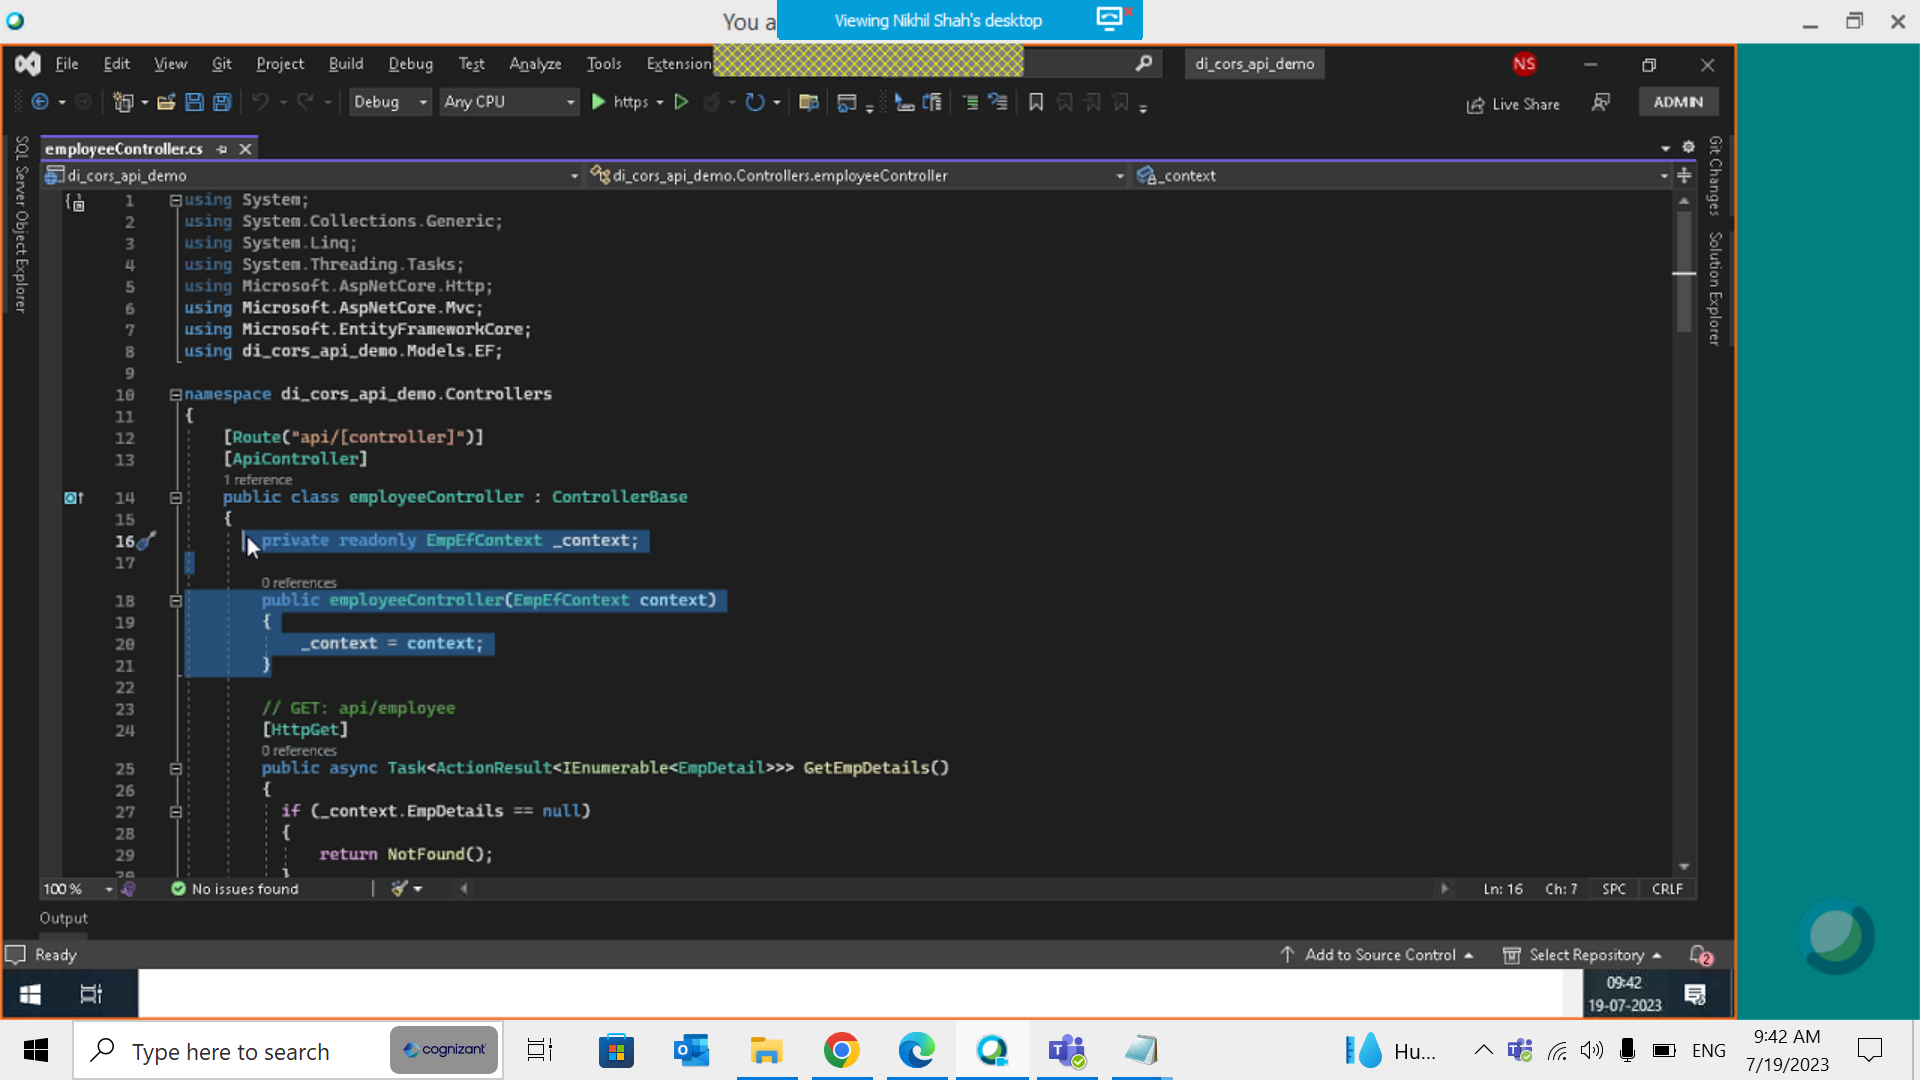 You a
Viewing Nikhil Shah's desktop
File Edit View Git Project Build Debug Test Analyze Tools Extension
di_cors_api_demo
NS
Debug
Any CPU
https
Live Share
ADMIN
SQL Server Object Explorer
employeeController.cs
di_cors_api_demo
di_cors_api_demo.Controllers.employeeController
_context
Git Changes
Solution Explorer
1 using System;
2 using System.Collections.Generic;
3 using System.Linq;
4 using System.Threading.Tasks;
5 using Microsoft.AspNetCore.Http;
6 using Microsoft.AspNetCore.Mvc;
7 using Microsoft.EntityFrameworkCore;
8 using di_cors_api_demo.Models.EF;
9
10 namespace di_cors_api_demo.Controllers
11 {
12 [Route("api/[controller]")]
13 [ApiController]
1 reference
14 public class employeeController : ControllerBase
15 {
16 private readonly EmpEfContext _context;
17
0 references
18 public employeeController(EmpEfContext context)
19 {
20 _context = context;
21 }
22
23 // GET: api/employee
24 [HttpGet]
0 references
25 public async Task<ActionResult<IEnumerable<EmpDetail>>> GetEmpDetails()
26 {
27 if (_context.EmpDetails == null)
28 {
29 return NotFound();
30 }
100 %
No issues found
Ln: 16 Ch: 7 SPC CRLF
Output
Ready
Add to Source Control
Select Repository
2
09:42
19-07-2023
Type here to search
cognizant
Hu...
ENG
9:42 AM
7/19/2023